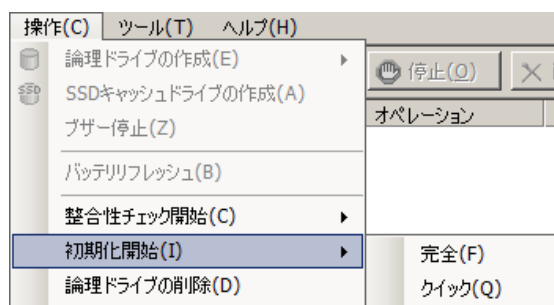 操作(C) ツール(T) ヘルプ(H)
論理ドライブの作成(E)
停止(O)
SSD
SSDキャッシュドライブの作成(A)
オペレーション
ブザー停止(Z)
バッテリリフレッシュ(B)
整合性チェック開始(C)
初期化開始(I)
完全(F)
論理ドライブの削除(D)
クイック(Q)